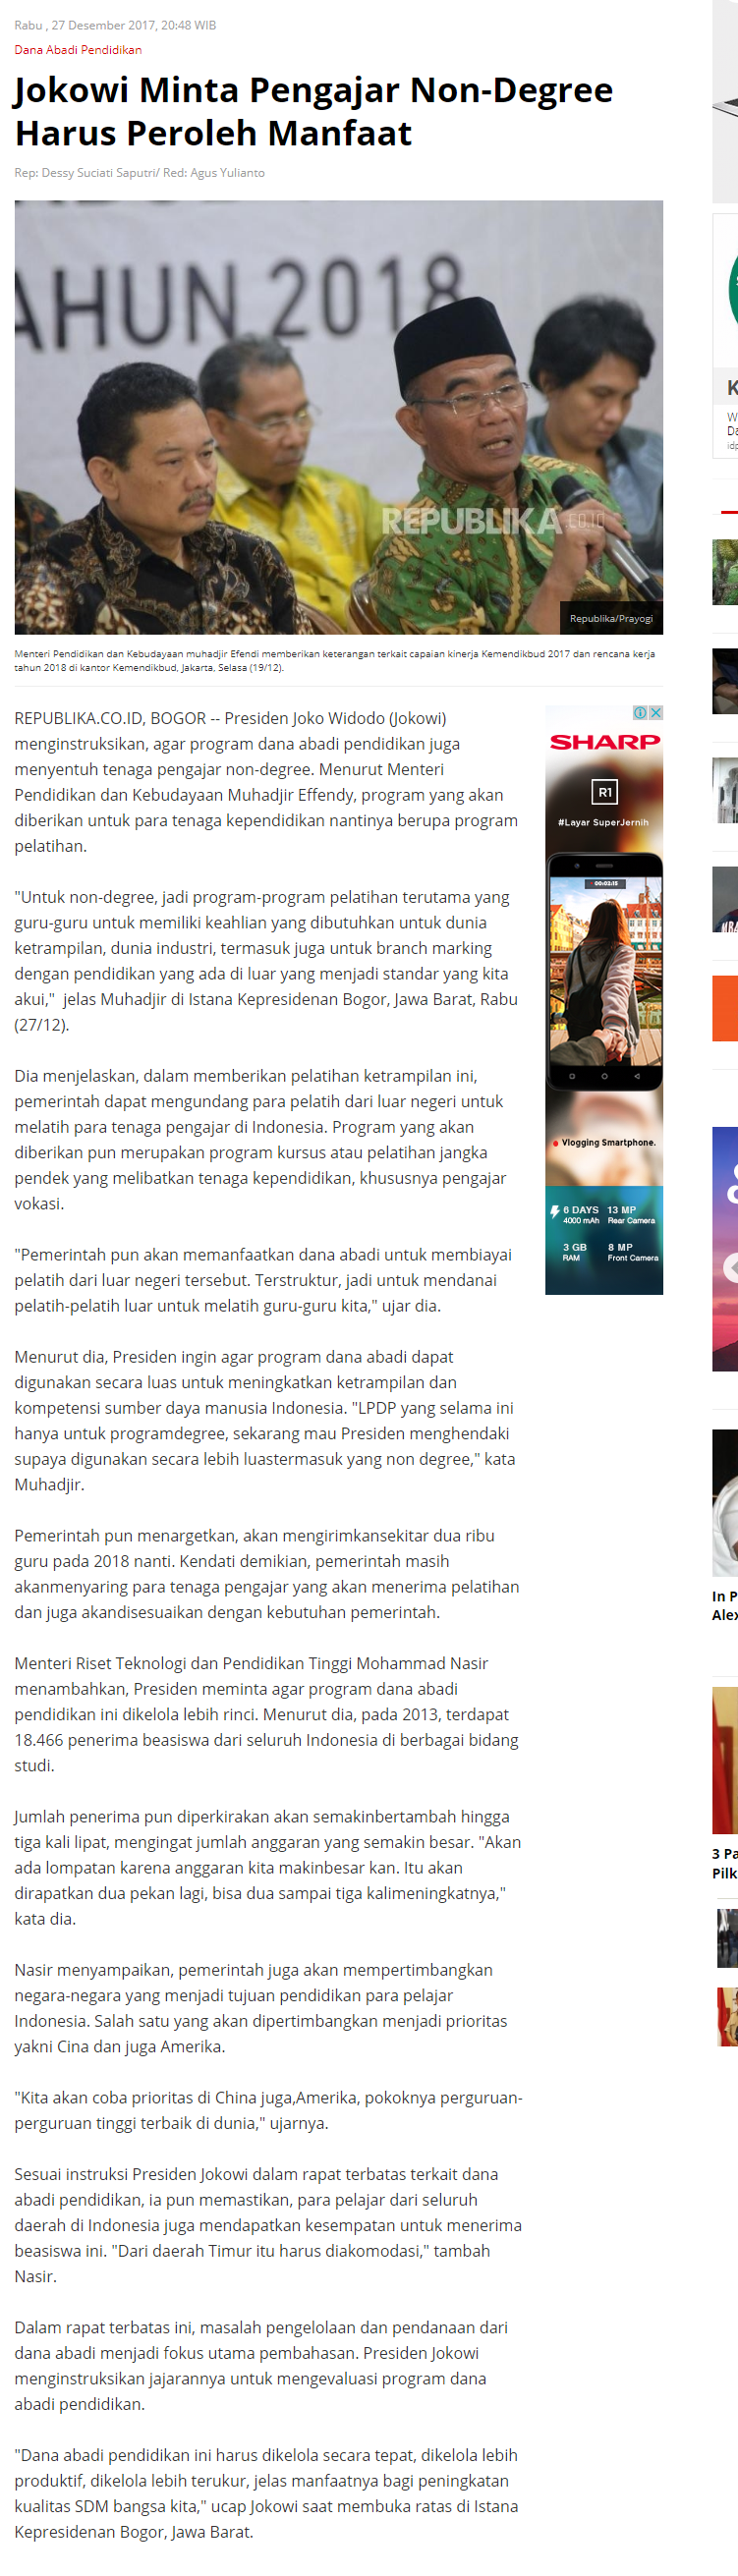 Rabu , 27 Desember 2017, 20:48 WIB
Dana Abadi Pendidikan
Jokowi Minta Pengajar Non-Degree
Harus Peroleh Manfaat
Rep: Dessy Suciati Saputri/ Red: Agus Yulianto
AHUN 2018
REPUBLIKA.CO.ID
Republika/Prayogi
Menteri Pendidikan dan Kebudayaan muhadjir Efendi memberikan keterangan terkait capaian kinerja Kemendikbud 2017 dan rencana kerja
tahun 2018 di kantor Kemendikbud, Jakarta, Selasa (19/12).
REPUBLIKA.CO.ID, BOGOR -- Presiden Joko Widodo (Jokowi)
menginstruksikan, agar program dana abadi pendidikan juga
menyentuh tenaga pengajar non-degree. Menurut Menteri
Pendidikan dan Kebudayaan Muhadjir Effendy, program yang akan
diberikan untuk para tenaga kependidikan nantinya berupa program
pelatihan.
"Untuk non-degree, jadi program-program pelatihan terutama yang
guru-guru untuk memiliki keahlian yang dibutuhkan untuk dunia
ketrampilan, dunia industri, termasuk juga untuk branch marking
dengan pendidikan yang ada di luar yang menjadi standar yang kita
akui,"  jelas Muhadjir di Istana Kepresidenan Bogor, Jawa Barat, Rabu
(27/12).
Dia menjelaskan, dalam memberikan pelatihan ketrampilan ini,
pemerintah dapat mengundang para pelatih dari luar negeri untuk
melatih para tenaga pengajar di Indonesia. Program yang akan
diberikan pun merupakan program kursus atau pelatihan jangka
pendek yang melibatkan tenaga kependidikan, khususnya pengajar
vokasi.
"Pemerintah pun akan memanfaatkan dana abadi untuk membiayai
pelatih dari luar negeri tersebut. Terstruktur, jadi untuk mendanai
pelatih-pelatih luar untuk melatih guru-guru kita," ujar dia.
Menurut dia, Presiden ingin agar program dana abadi dapat
digunakan secara luas untuk meningkatkan ketrampilan dan
kompetensi sumber daya manusia Indonesia. "LPDP yang selama ini
hanya untuk programdegree, sekarang mau Presiden menghendaki
supaya digunakan secara lebih luastermasuk yang non degree," kata
Muhadjir.
Pemerintah pun menargetkan, akan mengirimkansekitar dua ribu
guru pada 2018 nanti. Kendati demikian, pemerintah masih
akanmenyaring para tenaga pengajar yang akan menerima pelatihan
dan juga akandisesuaikan dengan kebutuhan pemerintah.
Menteri Riset Teknologi dan Pendidikan Tinggi Mohammad Nasir
menambahkan, Presiden meminta agar program dana abadi
pendidikan ini dikelola lebih rinci. Menurut dia, pada 2013, terdapat
18.466 penerima beasiswa dari seluruh Indonesia di berbagai bidang
studi.
Jumlah penerima pun diperkirakan akan semakinbertambah hingga
tiga kali lipat, mengingat jumlah anggaran yang semakin besar. "Akan
ada lompatan karena anggaran kita makinbesar kan. Itu akan
dirapatkan dua pekan lagi, bisa dua sampai tiga kalimeningkatnya,"
kata dia.
Nasir menyampaikan, pemerintah juga akan mempertimbangkan
negara-negara yang menjadi tujuan pendidikan para pelajar
Indonesia. Salah satu yang akan dipertimbangkan menjadi prioritas
yakni Cina dan juga Amerika.
"Kita akan coba prioritas di China juga,Amerika, pokoknya perguruan-
perguruan tinggi terbaik di dunia," ujarnya.
Sesuai instruksi Presiden Jokowi dalam rapat terbatas terkait dana
abadi pendidikan, ia pun memastikan, para pelajar dari seluruh
daerah di Indonesia juga mendapatkan kesempatan untuk menerima
beasiswa ini. "Dari daerah Timur itu harus diakomodasi," tambah
Nasir.
Dalam rapat terbatas ini, masalah pengelolaan dan pendanaan dari
dana abadi menjadi fokus utama pembahasan. Presiden Jokowi
menginstruksikan jajarannya untuk mengevaluasi program dana
abadi pendidikan.
"Dana abadi pendidikan ini harus dikelola secara tepat, dikelola lebih
produktif, dikelola lebih terukur, jelas manfaatnya bagi peningkatan
kualitas SDM bangsa kita," ucap Jokowi saat membuka ratas di Istana
Kepresidenan Bogor, Jawa Barat.
SHARP
R1
#Layar SuperJernih
00:02:15
Vlogging Smartphone.
6 DAYS 13 MP
4000 mAh Rear Camera
3 GB 8 MP
RAM Front Camera
K
W
Da
idp
In P
Alex
3 Pa
Pilk